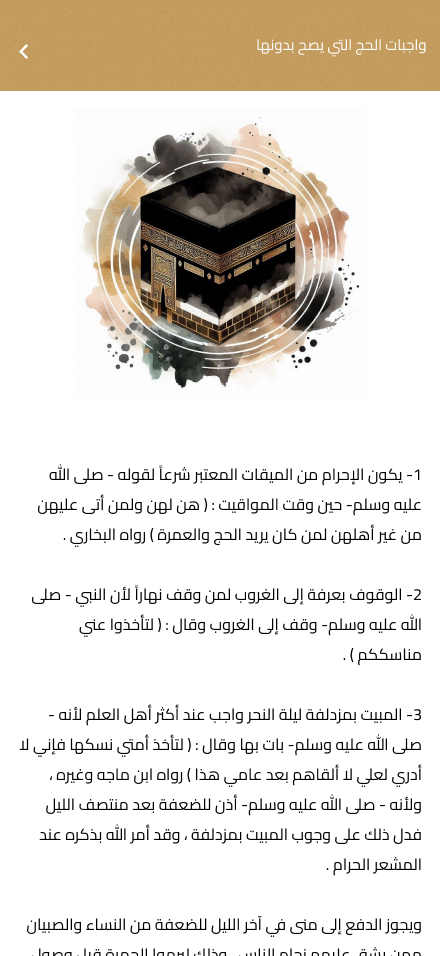 واجبات الحج التي يصح بدونها
1- يكون الإحرام من الميقات المعتبر شرعاً لقوله - صلى الله
عليه وسلم- حين وقت المواقيت : ( هن لهن ولمن أتى عليهن
من غير أهلهن لمن كان يريد الحج والعمرة ) رواه البخاري .
2- الوقوف بعرفة إلى الغروب لمن وقف نهاراً لأن النبي - صلى
الله عليه وسلم- وقف إلى الغروب وقال : ( لتأخذوا عني
مناسككم ) .
3- المبيت بمزدلفة ليلة النحر واجب عند أكثر أهل العلم لأنه -
صلى الله عليه وسلم- بات بها وقال : ( لتأخذ أمتي نسكها فإني لا
أدري لعلي لا ألقاهم بعد عامي هذا ) رواه ابن ماجه وغيره ،
ولأنه - صلى الله عليه وسلم- أذن للضعفة بعد منتصف الليل
فدل ذلك على وجوب المبيت بمزدلفة ، وقد أمر الله بذكره عند
المشعر الحرام .
ويجوز الدفع إلى منى في آخر الليل للضعفة من النساء والصبيان